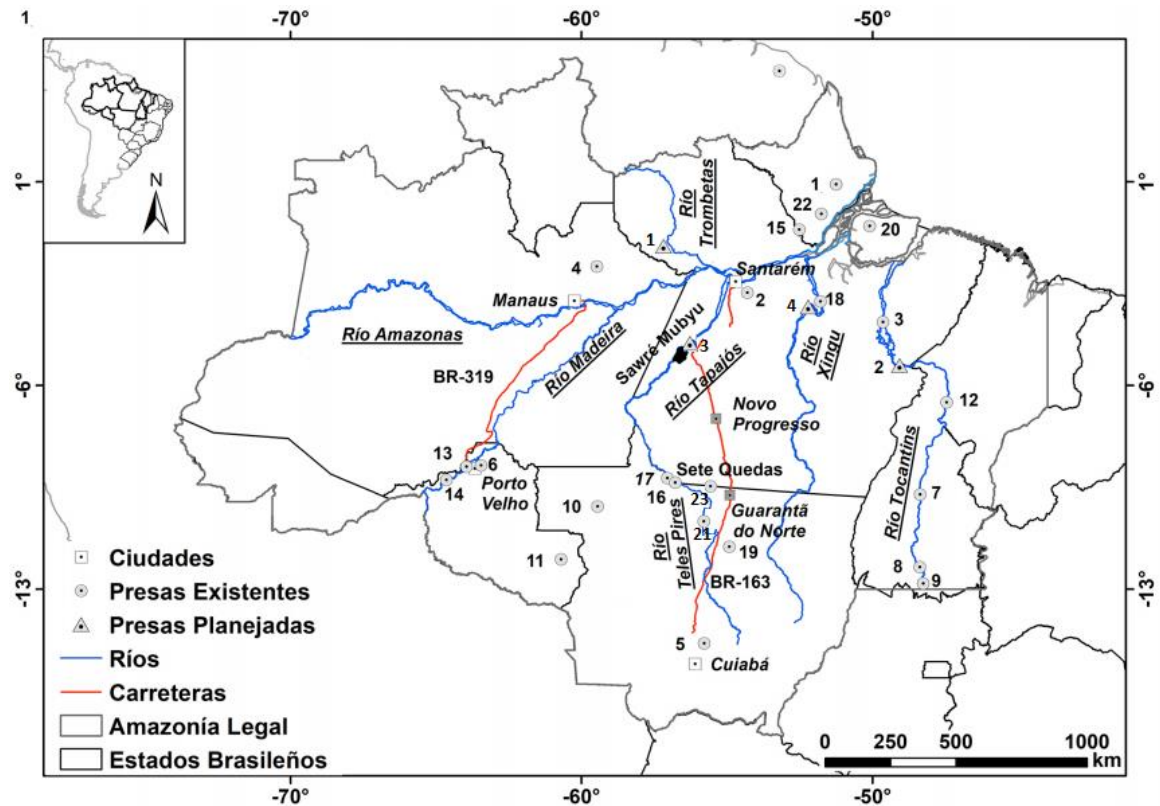 1
-70°
-60°
-50°
N
1°
1°
1
22
15
20
Río
Trombetas
1
4
Santarém
2
Manaus
4
18
3
Río Amazonas
Río Madeira
Sawré Mubyu
3
Río Tapajós
Río
Xingu
2
-6°
-6°
BR-319
12
Novo
Progresso
13
6
Porto
Velho
14
17
Sete Quedas
16
23
7
10
Guarantã
do Norte
Río Tocantins
21
Río
Teles Pires
19
11
8
9
BR-163
-13°
-13°
5
Cuiabá
Ciudades
Presas Existentes
Presas Planejadas
Ríos
Carreteras
Amazonía Legal
Estados Brasileños
0 250 500 1000
km
-70°
-60°
-50°